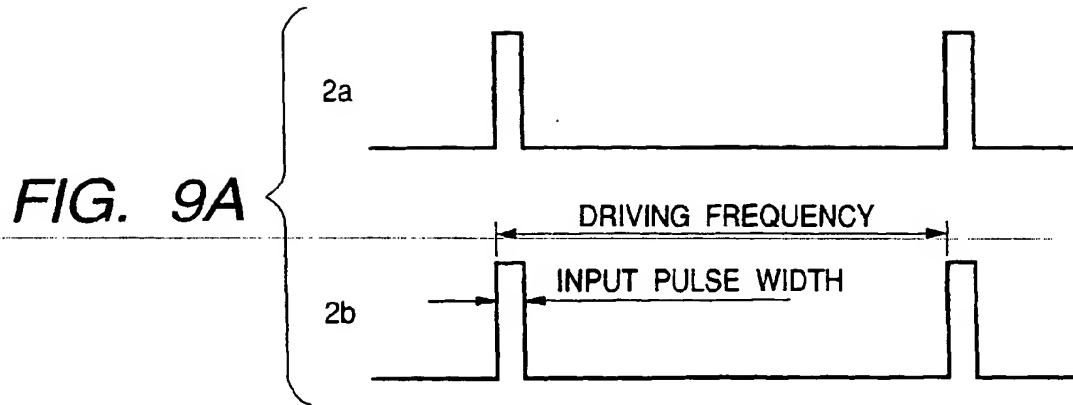 2a
FIG. 9A
DRIVING FREQUENCY
INPUT PULSE WIDTH
2b